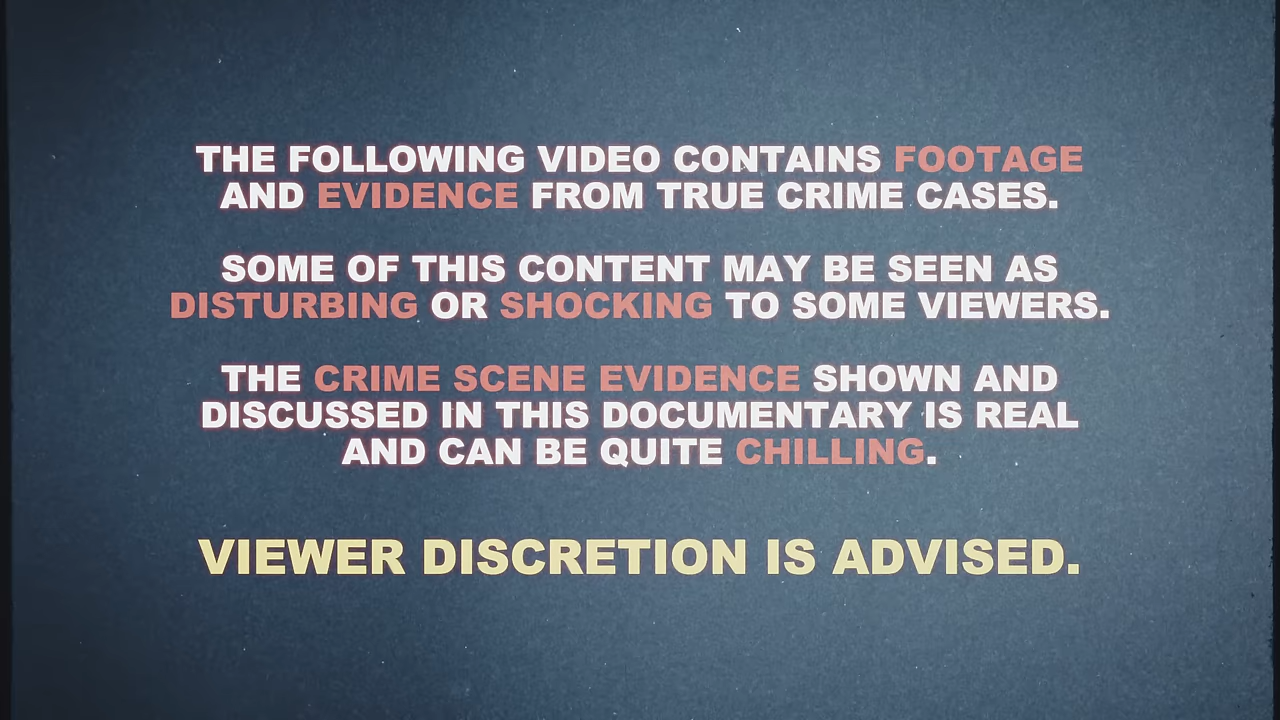 THE FOLLOWING VIDEO CONTAINS FOOTAGE
AND EVIDENCE FROM TRUE CRIME CASES.
SOME OF THIS CONTENT MAY BE SEEN AS
DISTURBING OR SHOCKING TO SOME VIEWERS.
THE CRIME SCENE EVIDENCE SHOWN AND
DISCUSSED IN THIS DOCUMENTARY IS REAL
AND CAN BE QUITE CHILLING.
VIEWER DISCRETION IS ADVISED.